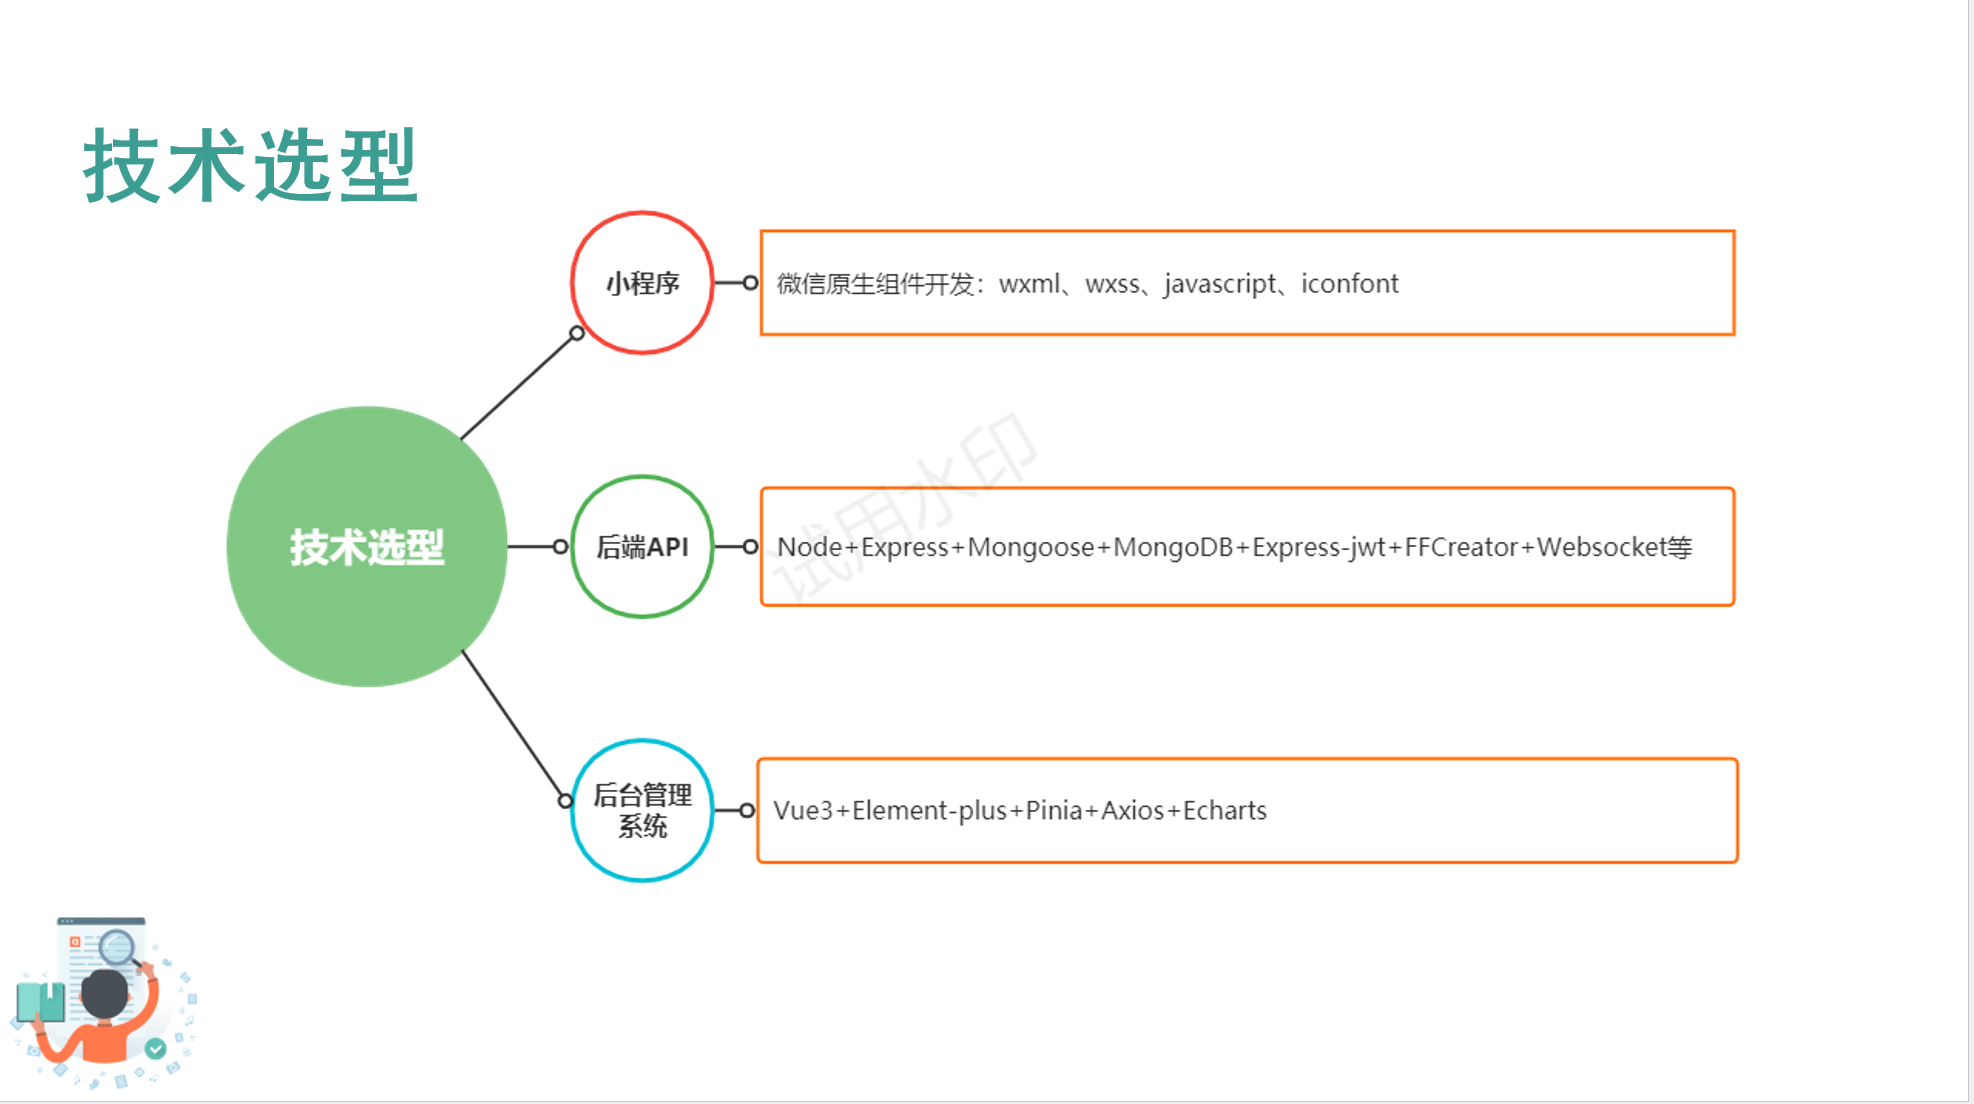 技术选型
小程序
微信原生组件开发：wxml、wxss、javascript、iconfont
技术选型
后端API
Node+Express+Mongoose+MongoDB+Express-jwt+FFCreator+Websocket等
试用水印
后台管理
系统
Vue3+Element-plus+Pinia+Axios+Echarts